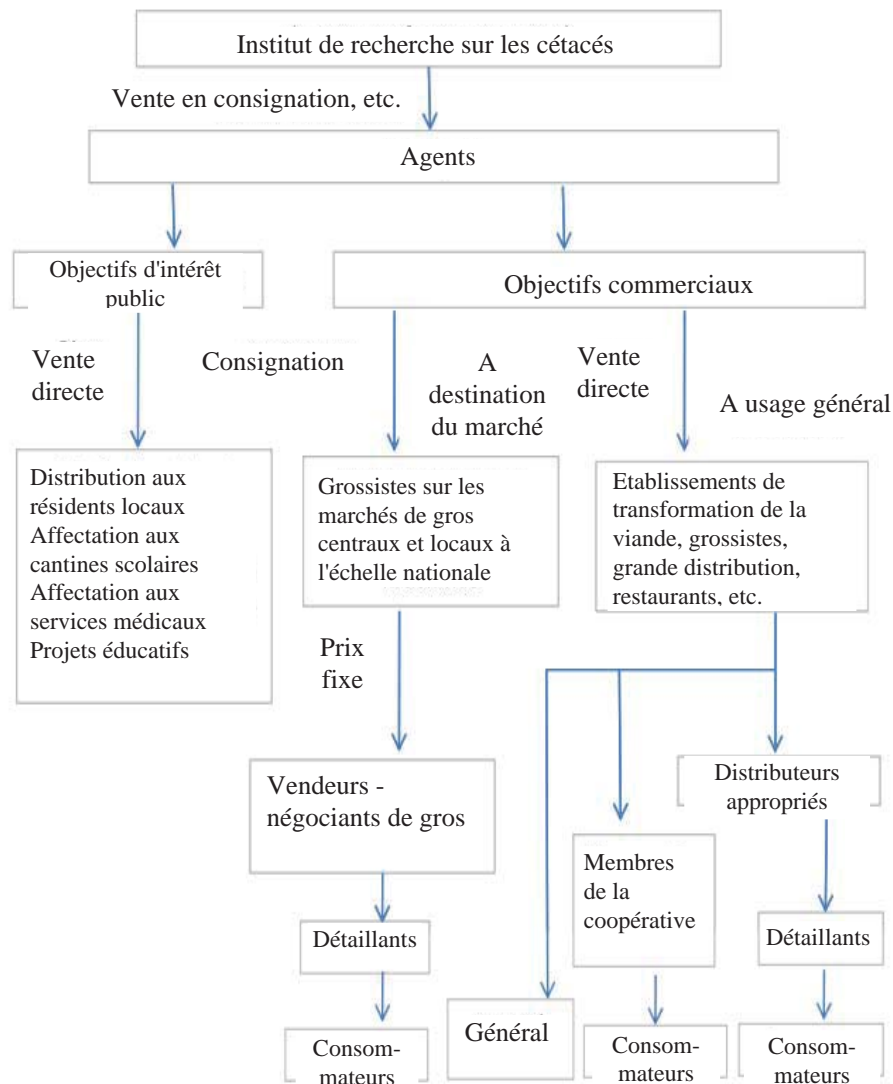 Institut de recherche sur les cétacés
Vente en consignation, etc.
Agents
Objectifs d'intérêt
public
Objectifs commerciaux
Vente
directe
Consignation
A
destination
du marché
Vente
directe
A usage général
Distribution aux
résidents locaux
Affectation aux
cantines scolaires
Affectation aux
services médicaux
Projets éducatifs
Grossistes sur les
marchés de gros
centraux et locaux à
l'échelle nationale
Etablissements de
transformation de la
viande, grossistes,
grande distribution,
restaurants, etc.
Prix
fixe
Vendeurs -
négociants de gros
Distributeurs
appropriés
Membres
de la
coopérative
Détaillants
Détaillants
Général
Consom-
mateurs
Consom-
mateurs
Consom-
mateurs